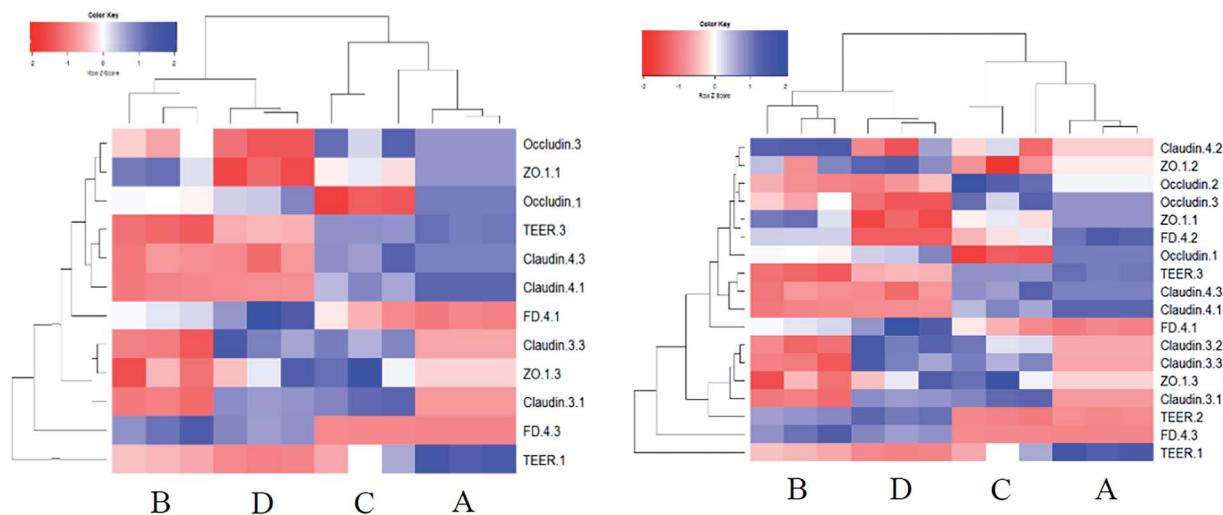 Color Key
-2 -1 0 1 2
Row Z-Score
Occludin.3
ZO.1.1
Occludin.1
TEER.3
Claudin.4.3
Claudin.4.1
FD.4.1
Claudin.3.3
ZO.1.3
Claudin.3.1
FD.4.3
TEER.1
B D C A
Color Key
-2 -1 0 1 2
Row Z-Score
Claudin.4.2
ZO.1.2
Occludin.2
Occludin.3
ZO.1.1
FD.4.2
Occludin.1
TEER.3
Claudin.4.3
Claudin.4.1
FD.4.1
Claudin.3.2
Claudin.3.3
ZO.1.3
Claudin.3.1
TEER.2
FD.4.3
TEER.1
B D C A